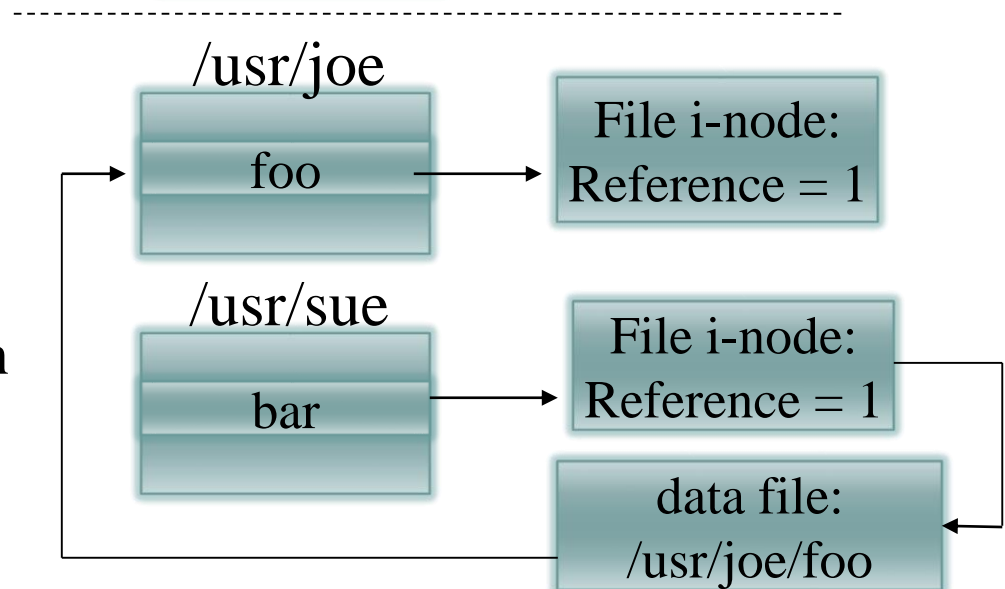 /usr/joe
foo
File i-node:
Reference = 1
/usr/sue
bar
File i-node:
Reference = 1
data file:
/usr/joe/foo